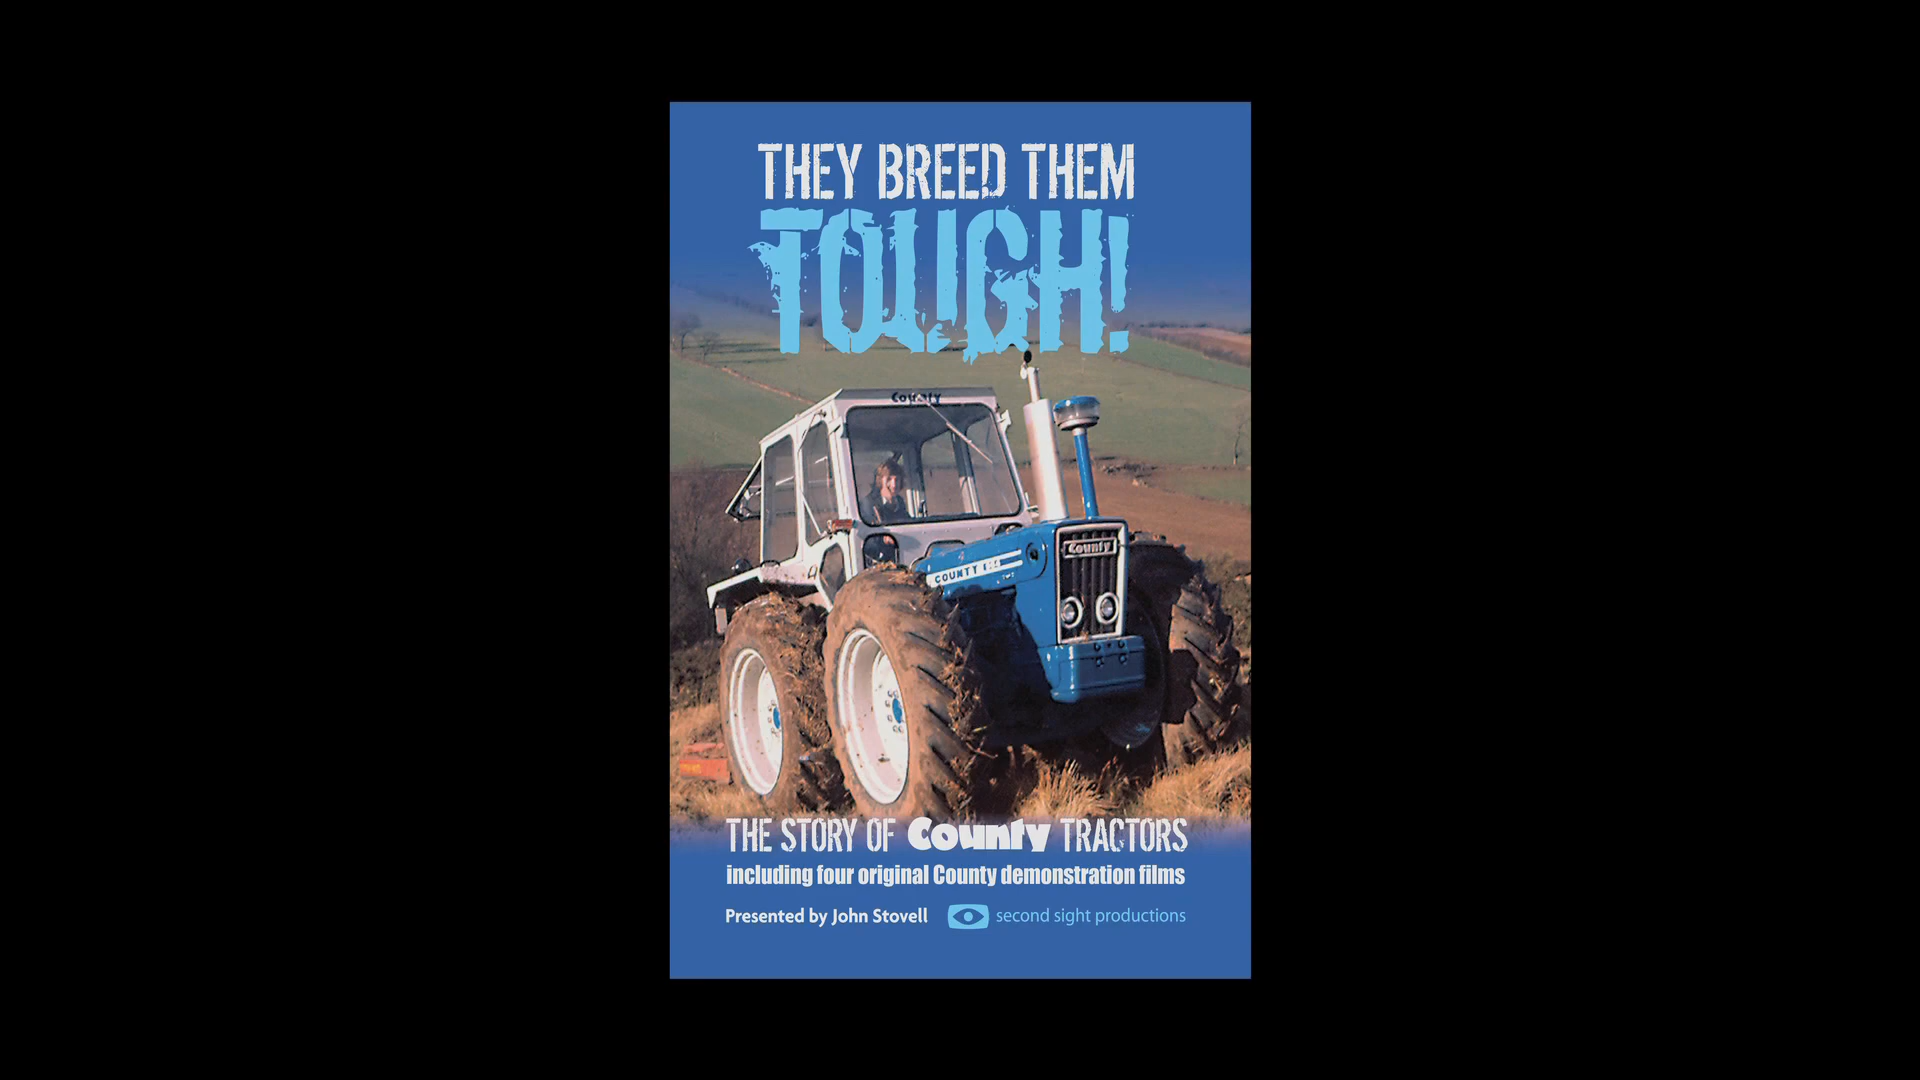 THEY BREED THEM
TOUGH!
County
County
COUNTY
THE STORY OF County TRACTORS
including four original County demonstration films
Presented by John Stovell
second sight productions